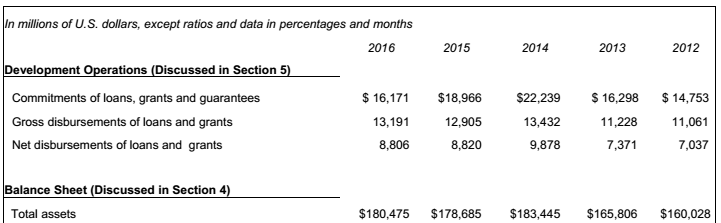 In millions of U.S. dollars, except ratios and data in percentages and months
2016 2015 2014 2013 2012
Development Operations (Discussed in Section 5)
Commitments of loans, grants and guarantees $ 16,171 $18,966 $22,239 $ 16,298 $ 14,753
Gross disbursements of loans and grants 13,191 12,905 13,432 11,228 11,061
Net disbursements of loans and grants 8,806 8,820 9,878 7,371 7,037
Balance Sheet (Discussed in Section 4)
Total assets $180,475 $178,685 $183,445 $165,806 $160,028